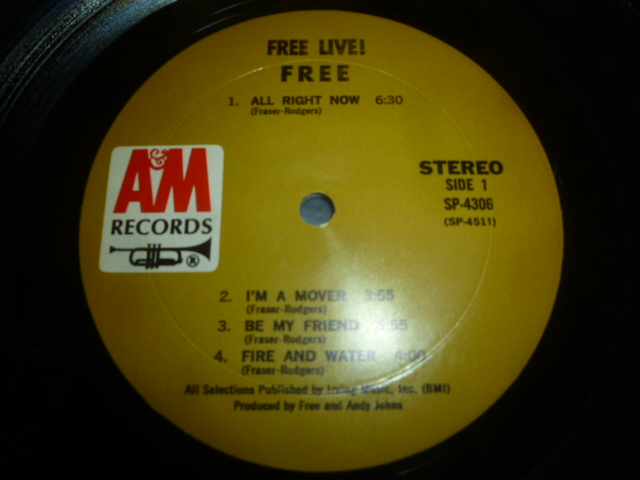 FREE LIVE!
FREE
1. ALL RIGHT NOW 6:30
(Fraser-Rodgers)
A&M
RECORDS
®
STEREO
SIDE 1
SP-4306
(SP-4511)
2. I'M A MOVER 3:55
(Fraser-Rodgers)
3. BE MY FRIEND :55
(Fraser-Rodgers)
4. FIRE AND WATER 4:00
(Fraser-Rodgers)
All Selections Published by Irving Music, Inc. (BMI)
Produced by Free and Andy Johns